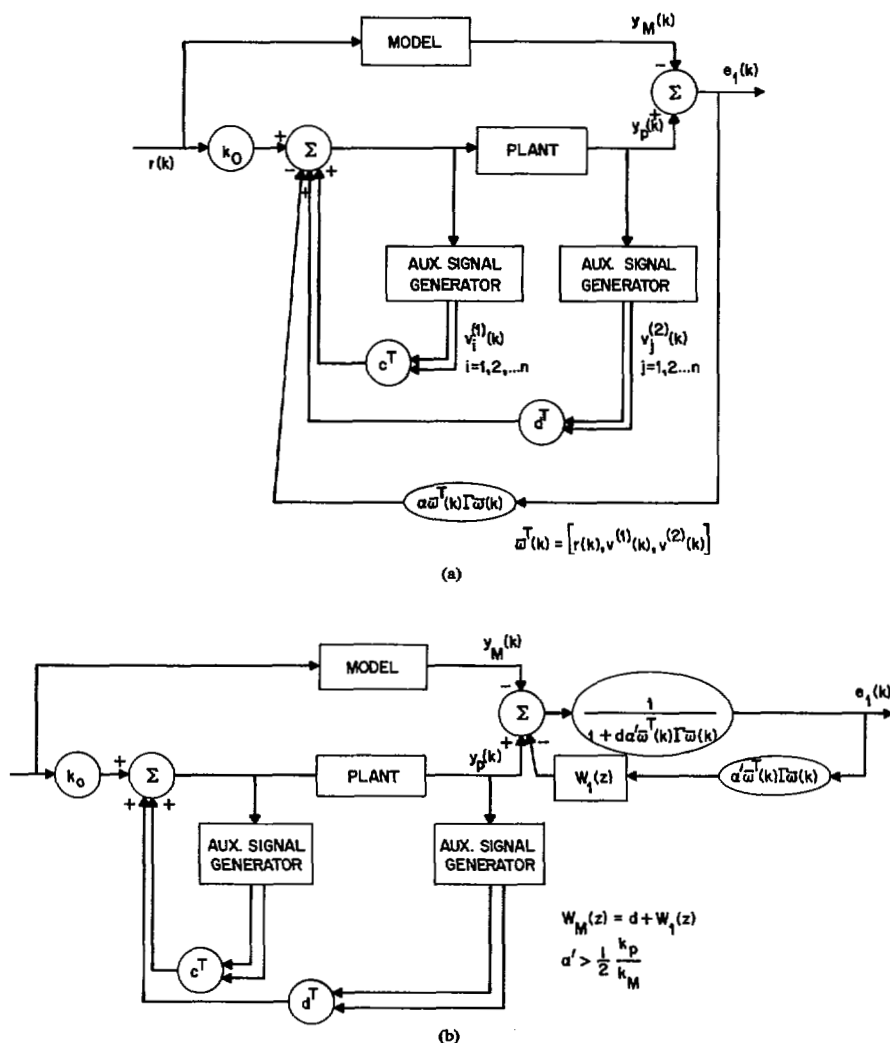 MODEL
y_M(k)
-
e_1(k)
Σ
+
y_p(k)
r(k)
k_0
+
Σ
-
+
+
PLANT
AUX. SIGNAL
GENERATOR
AUX. SIGNAL
GENERATOR
v_i^(1)(k)
i=1,2,...n
v_j^(2)(k)
j=1,2...n
c^T
d^T
αϖ^T(k)Γϖ(k)
ϖ^T(k) = [r(k), v^(1)(k), v^(2)(k)]
(a)
MODEL
y_M(k)
-
Σ
+
-
1
1 + dα'ϖ^T(k)Γϖ(k)
e_1(k)
k_o
+
Σ
+
+
PLANT
y_p(k)
W_1(z)
α'ϖ^T(k)Γϖ(k)
AUX. SIGNAL
GENERATOR
AUX. SIGNAL
GENERATOR
c^T
d^T
W_M(z) = d + W_1(z)
α' > 1/2 k_p/k_M
(b)